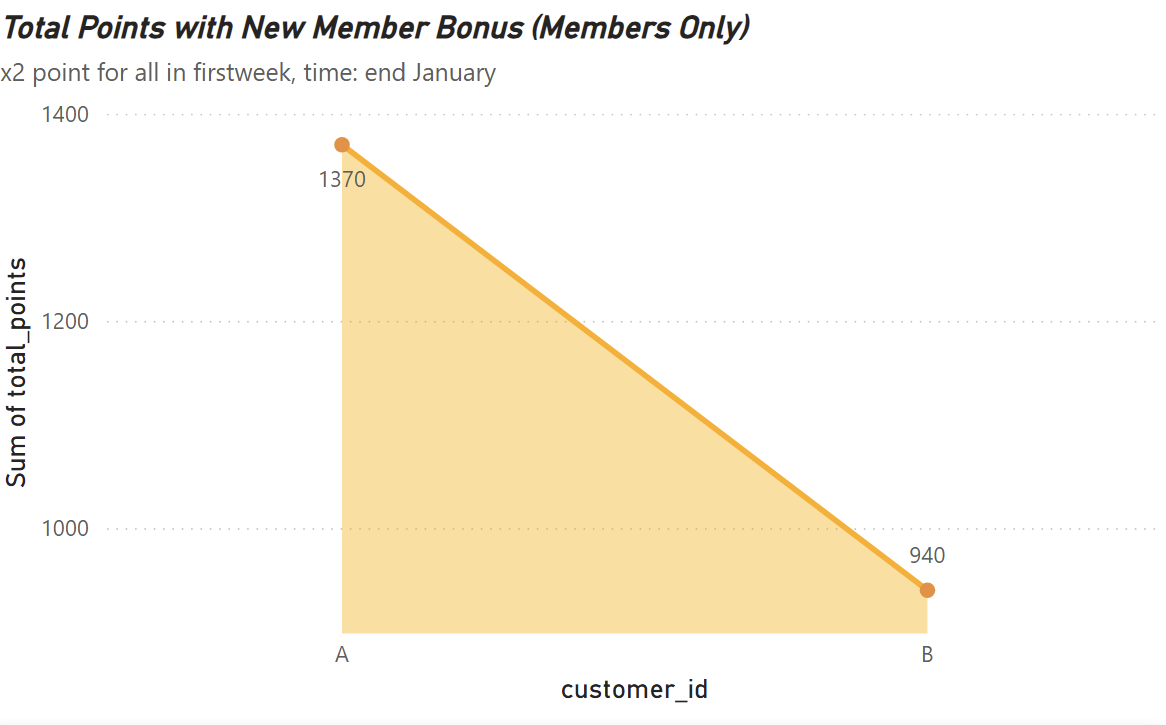 Total Points with New Member Bonus (Members Only)
x2 point for all in firstweek, time: end January
1400
1370
1200
1000
940
Sum of total_points
A
B
customer_id